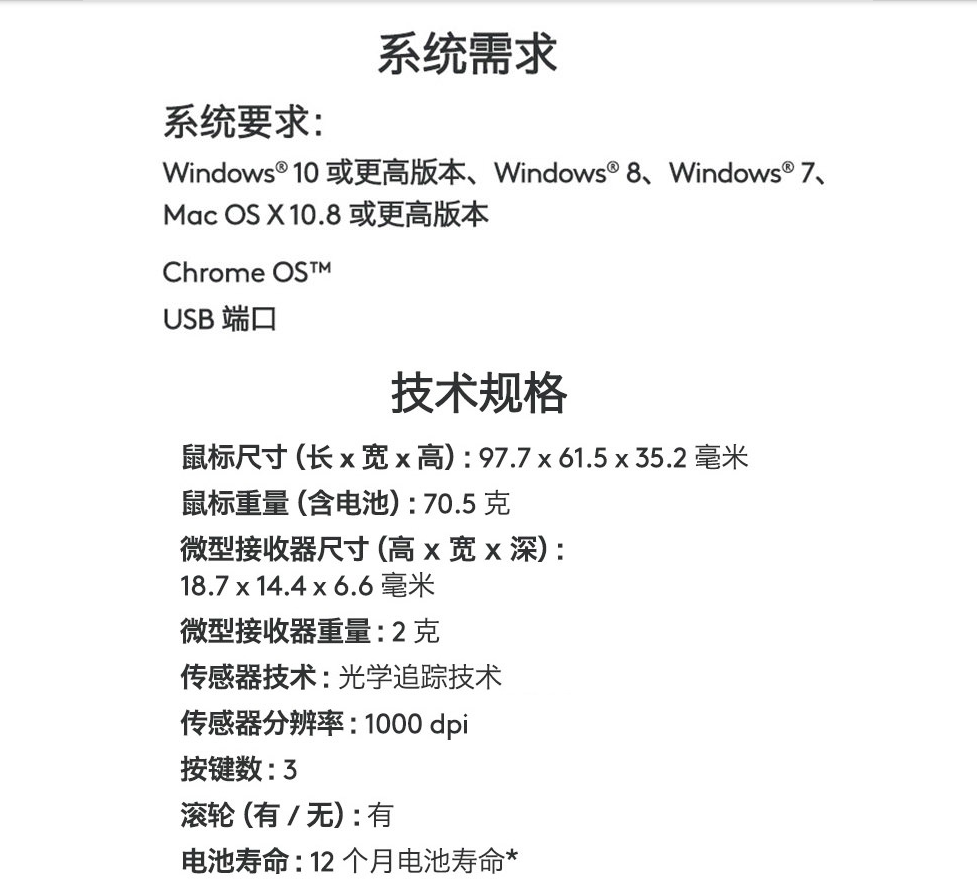 系统需求
系统要求:
Windows® 10 或更高版本、Windows® 8、Windows® 7、
Mac OS X 10.8 或更高版本
Chrome OS™
USB 端口
技术规格
鼠标尺寸 (长 x 宽 x 高) : 97.7 x 61.5 x 35.2 毫米
鼠标重量 (含电池) : 70.5 克
微型接收器尺寸 (高 x 宽 x 深) :
18.7 x 14.4 x 6.6 毫米
微型接收器重量 : 2 克
传感器技术 : 光学追踪技术
传感器分辨率 : 1000 dpi
按键数 : 3
滚轮 (有 / 无) : 有
电池寿命 : 12 个月电池寿命*